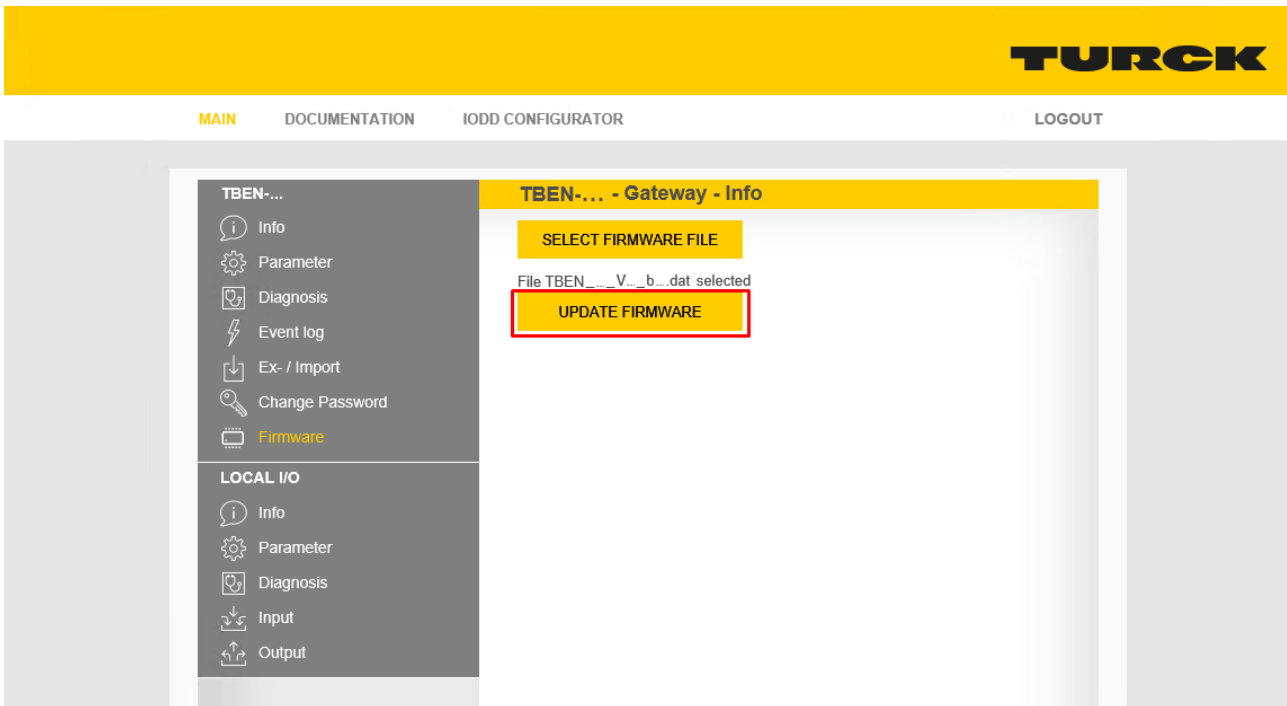 TURCK
MAIN DOCUMENTATION IODD CONFIGURATOR LOGOUT
TBEN-...
Info
Parameter
Diagnosis
Event log
Ex- / Import
Change Password
Firmware
LOCAL I/O
Info
Parameter
Diagnosis
Input
Output
TBEN-... - Gateway - Info
SELECT FIRMWARE FILE
File TBEN_..._V..._b....dat selected
UPDATE FIRMWARE